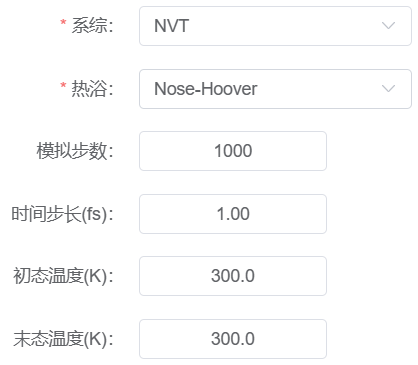 * 系综: NVT
* 热浴: Nose-Hoover
模拟步数: 1000
时间步长(fs): 1.00
初态温度(K): 300.0
末态温度(K): 300.0